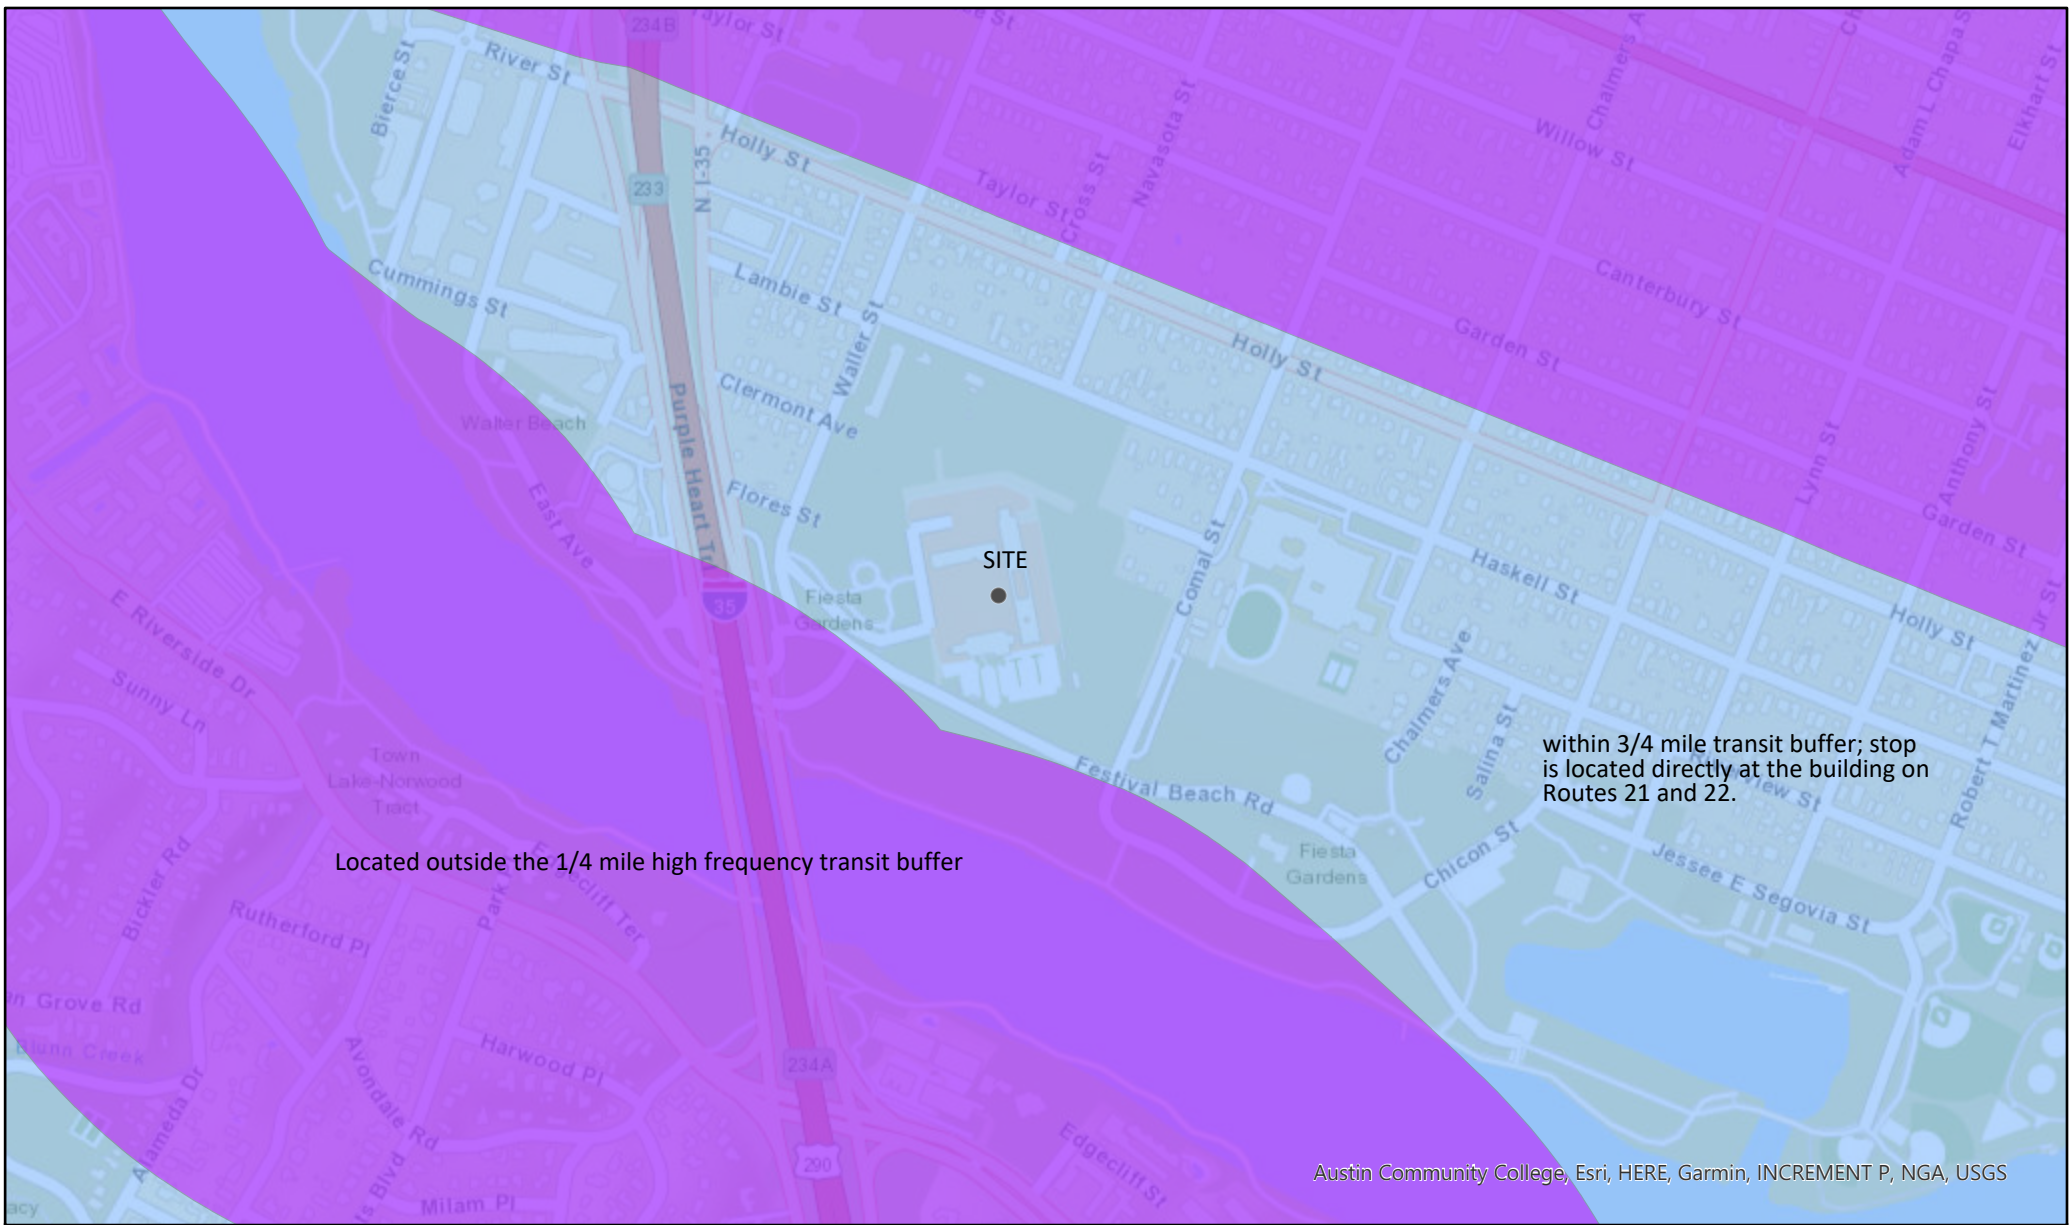 234B
Taylor St
River St
Bierce St
Holly St
N I-35
233
Taylor St
Cross St
Navasota St
Willow St
Chalmers A
Adam L Chapa S
Elkhart St
Cummings St
Lambie St
Waller St
Canterbury St
Garden St
Holly St
Clermont Ave
Purple Heart Trl
Walter Beach
Lynn St
Anthony St
Garden St
Flores St
East Ave
SITE
Comal St
Haskell St
Fiesta
Gardens
35
E Riverside Dr
Holly St
Chalmers Ave
Salina St
Robert T Martinez Jr St
Sunny Ln
Town
Lake-Norwood
Tract
within 3/4 mile transit buffer; stop
is located directly at the building on
Routes 21 and 22.
Festival Beach Rd
Located outside the 1/4 mile high frequency transit buffer
Fiesta
Gardens
Chicon St
Jessee E Segovia St
Bickler Rd
Edgecliff Ter
Park
Rutherford Pl
an Grove Rd
Blunn Creek
Avondale Rd
Harwood Pl
234A
Alameda Dr
Edgecliff St
290
ls Blvd
Milam Pl
acy
Austin Community College, Esri, HERE, Garmin, INCREMENT P, NGA, USGS